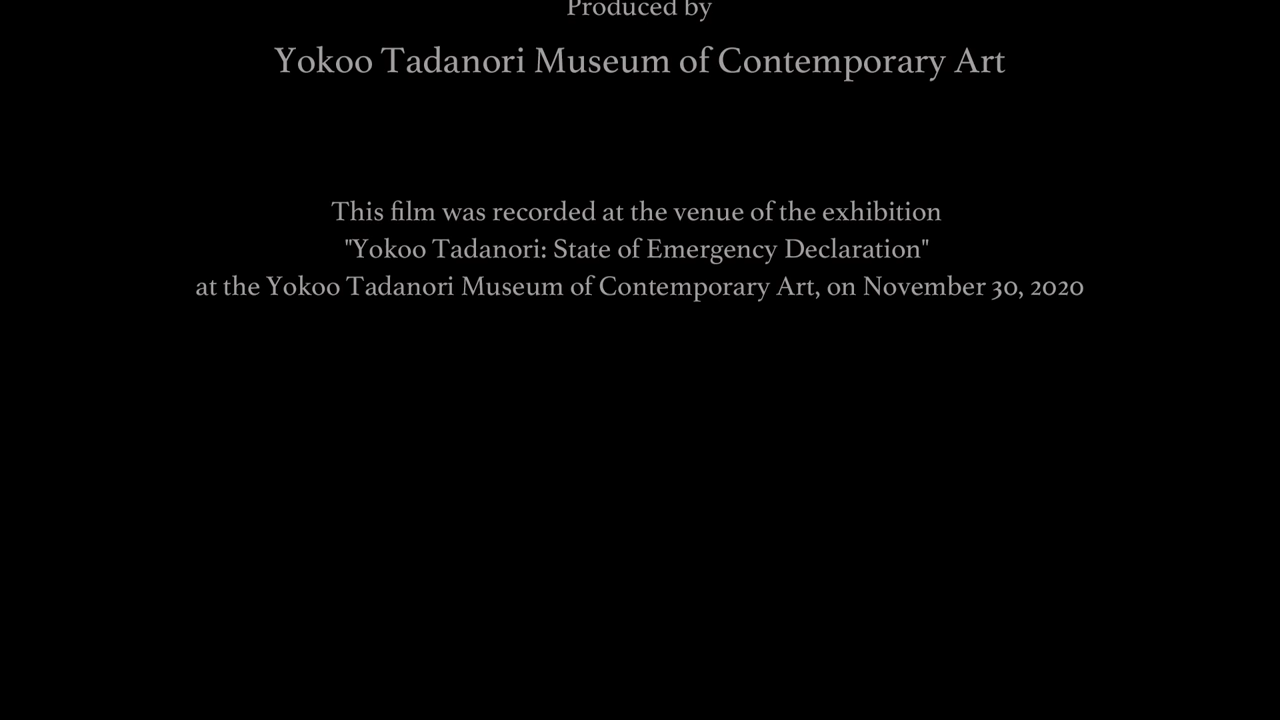 Produced by
Yokoo Tadanori Museum of Contemporary Art
This film was recorded at the venue of the exhibition
"Yokoo Tadanori: State of Emergency Declaration"
at the Yokoo Tadanori Museum of Contemporary Art, on November 30, 2020